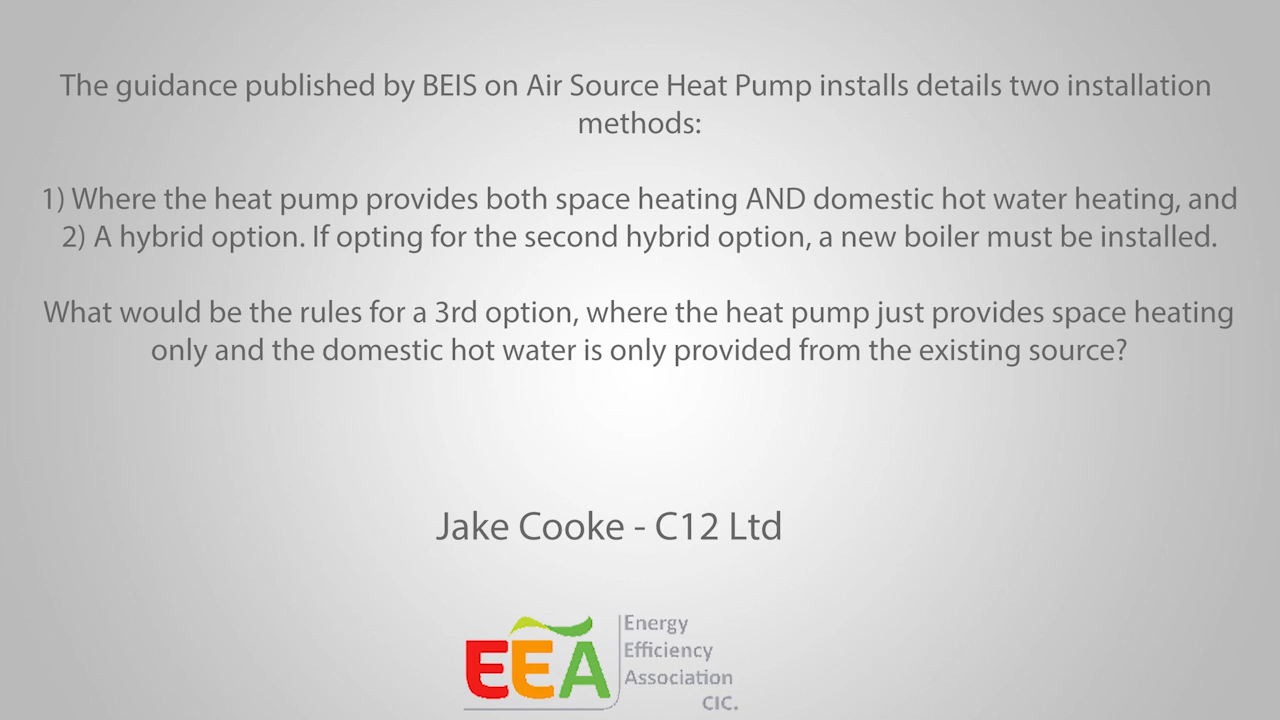 The guidance published by BEIS on Air Source Heat Pump installs details two installation
methods:
1) Where the heat pump provides both space heating AND domestic hot water heating, and
2) A hybrid option. If opting for the second hybrid option, a new boiler must be installed.
What would be the rules for a 3rd option, where the heat pump just provides space heating
only and the domestic hot water is only provided from the existing source?
Jake Cooke - C12 Ltd
EEA
Energy
Efficiency
Association
CIC.